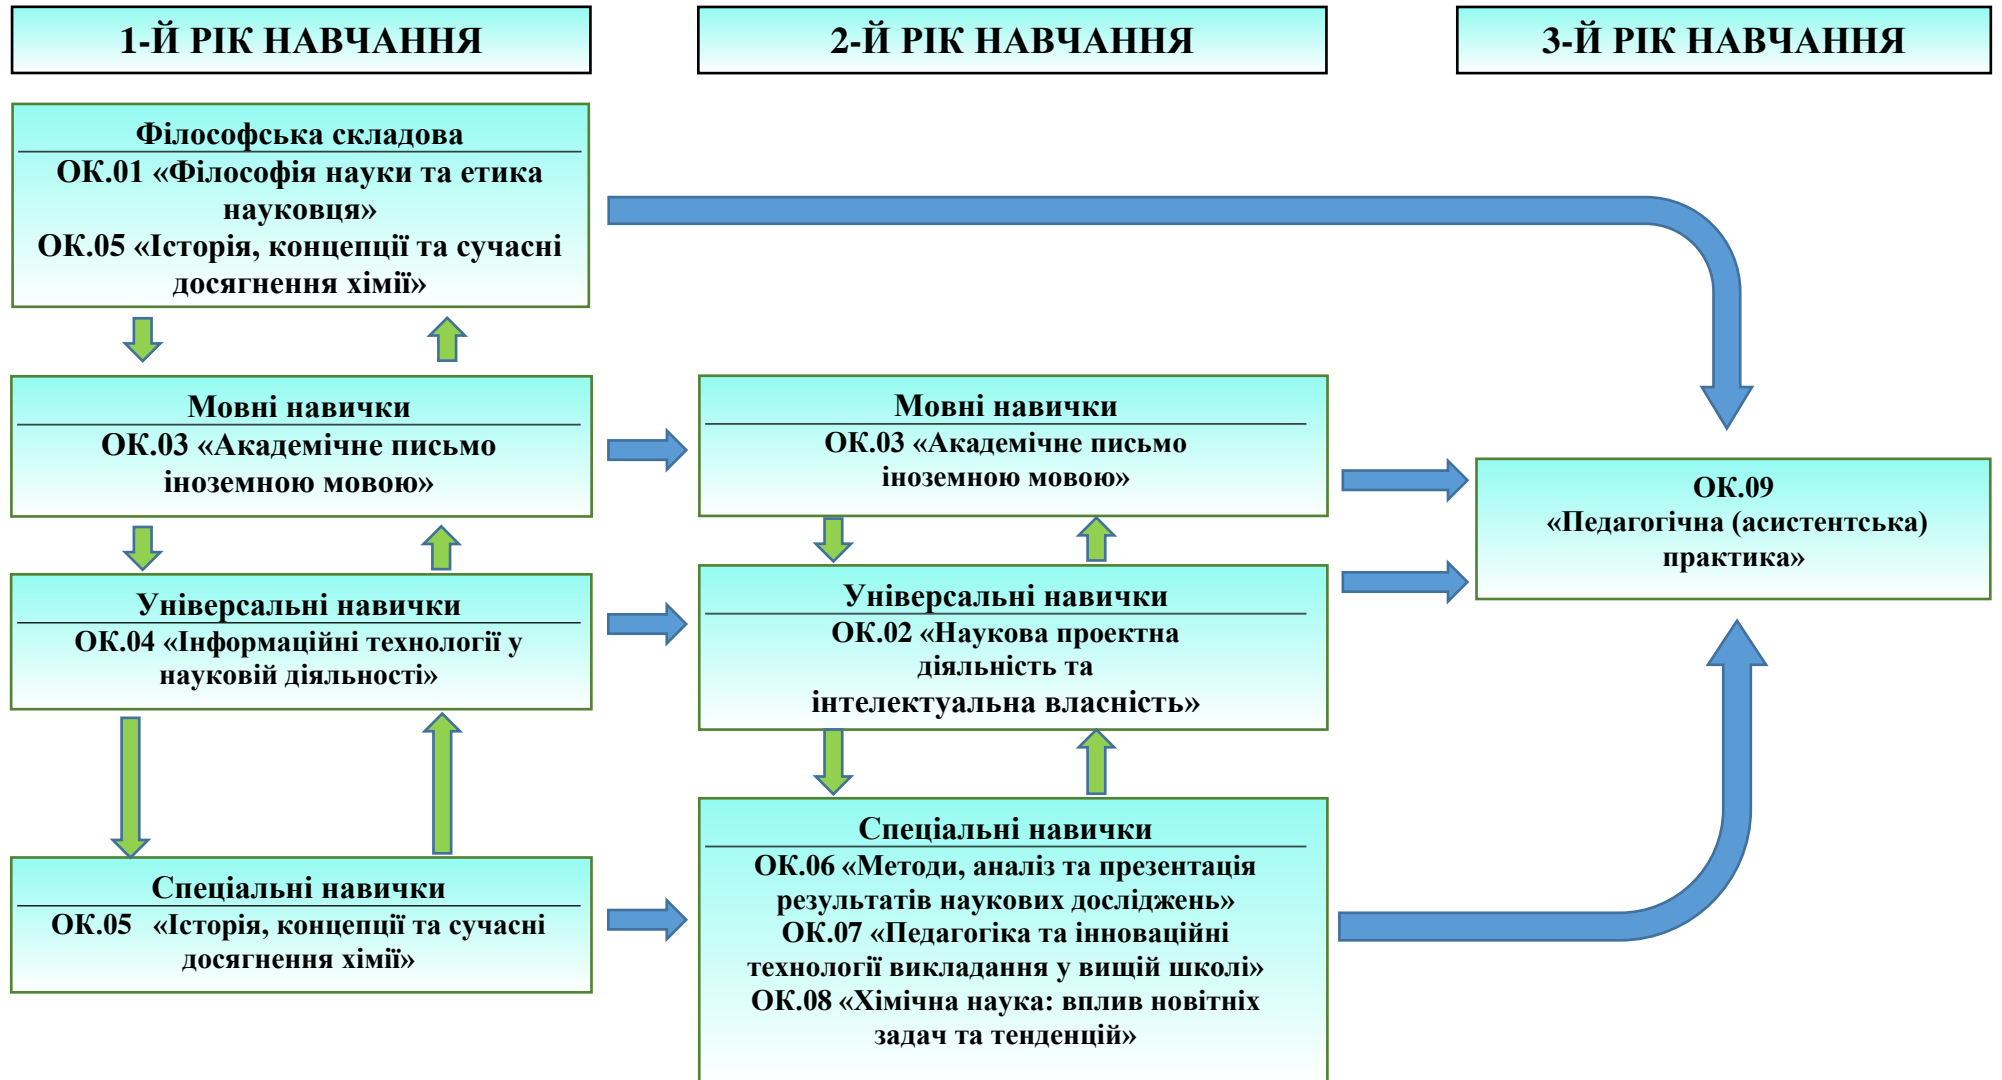 1-Й РІК НАВЧАННЯ
2-Й РІК НАВЧАННЯ
3-Й РІК НАВЧАННЯ
Філософська складова
ОК.01 «Філософія науки та етика
науковця»
ОК.05 «Історія, концепції та сучасні
досягнення хімії»
Мовні навички
ОК.03 «Академічне письмо
іноземною мовою»
Універсальні навички
ОК.04 «Інформаційні технології у
науковій діяльності»
Спеціальні навички
ОК.05 «Історія, концепції та сучасні
досягнення хімії»
Мовні навички
ОК.03 «Академічне письмо
іноземною мовою»
Універсальні навички
ОК.02 «Наукова проектна
діяльність та
інтелектуальна власність»
Спеціальні навички
ОК.06 «Методи, аналіз та презентація
результатів наукових досліджень»
ОК.07 «Педагогіка та інноваційні
технології викладання у вищій школі»
ОК.08 «Хімічна наука: вплив новітніх
задач та тенденцій»
ОК.09
«Педагогічна (асистентська)
практика»